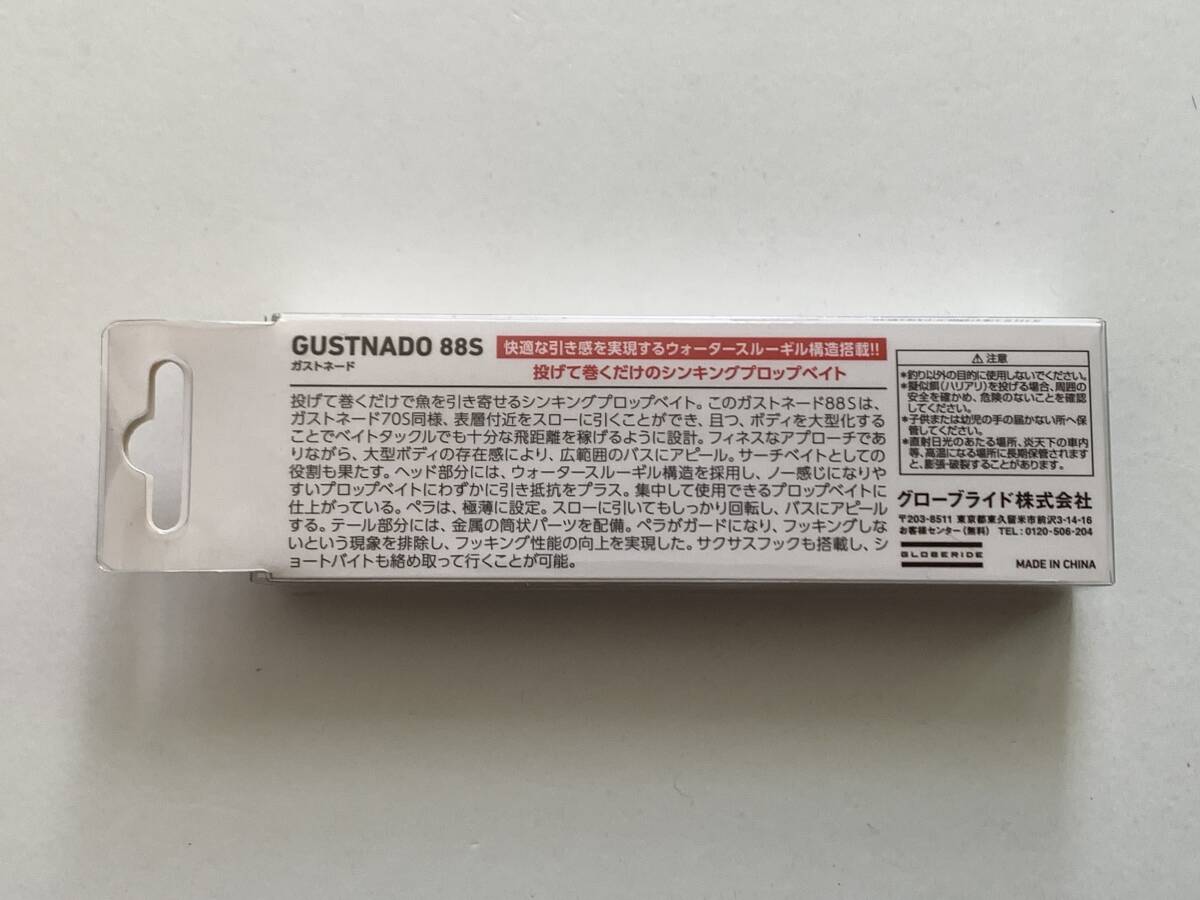 GUSTNADO 88S
ガストネード
快適な引き感を実現するウォータースルーギル構造搭載!!
投げて巻くだけのシンキングプロップベイト
投げて巻くだけで魚を引き寄せるシンキングプロップベイト。このガストネード88Sは、
ガストネード70S同様、表層付近をスローに引くことができ、且つ、ボディを大型化する
ことでベイトタックルでも十分な飛距離を稼げるように設計。フィネスなアプローチであ
りながら、大型ボディの存在感により、広範囲のバスにアピール。サーチベイトとしての
役割も果たす。ヘッド部分には、ウォータースルーギル構造を採用し、ノー感じになりや
すいプロップベイトにわずかに引き抵抗をプラス。集中して使用できるプロップベイトに
仕上がっている。ペラは、極薄に設定。スローに引いてもしっかり回転し、バスにアピール
する。テール部分には、金属の筒状パーツを配備。ペラがガードになり、フッキングしな
いという現象を排除し、フッキング性能の向上を実現した。サクサスフックも搭載し、シ
ョートバイトも絡め取って行くことが可能。
⚠注意
*釣り以外の目的に使用しないでください。
*擬似餌(ハリアリ)を投げる場合、周囲の
安全を確かめ、危険のないことを確認
してください。
*子供または幼児の手の届かない所へ保
管してください。
*直射日光のあたる場所、炎天下の車内
等、高温になる場所に長期保管されます
と、膨張・破裂することがあります。
グローブライド株式会社
〒203-8511 東京都東久留米市前沢3-14-16
お客様センター(無料) TEL:0120-506-204
GLOBERIDE
MADE IN CHINA